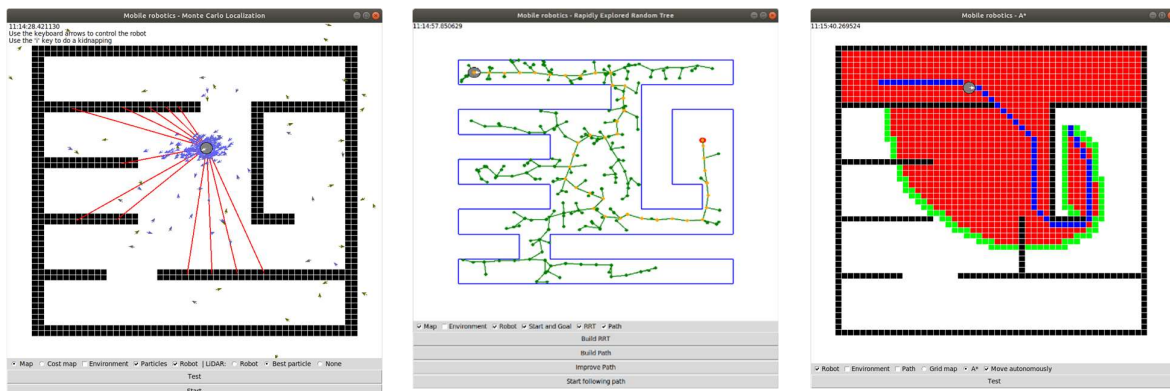 Mobile robotics - Monte Carlo Localization
11:14:28.421130
Use the keyboard arrows to control the robot
Use the 'i' key to do a kidnapping
Map Cost map Environment Particles Robot | LIDAR: Robot Best particle None
Test
Start
Mobile robotics - Rapidly Explored Random Tree
11:14:57.850629
Map Environment Robot Start and Goal RRT Path
Build RRT
Build Path
Improve Path
Start following path
Mobile robotics - A*
11:15:40.269524
Robot Environment Path Grid map A* Move autonomously
Test